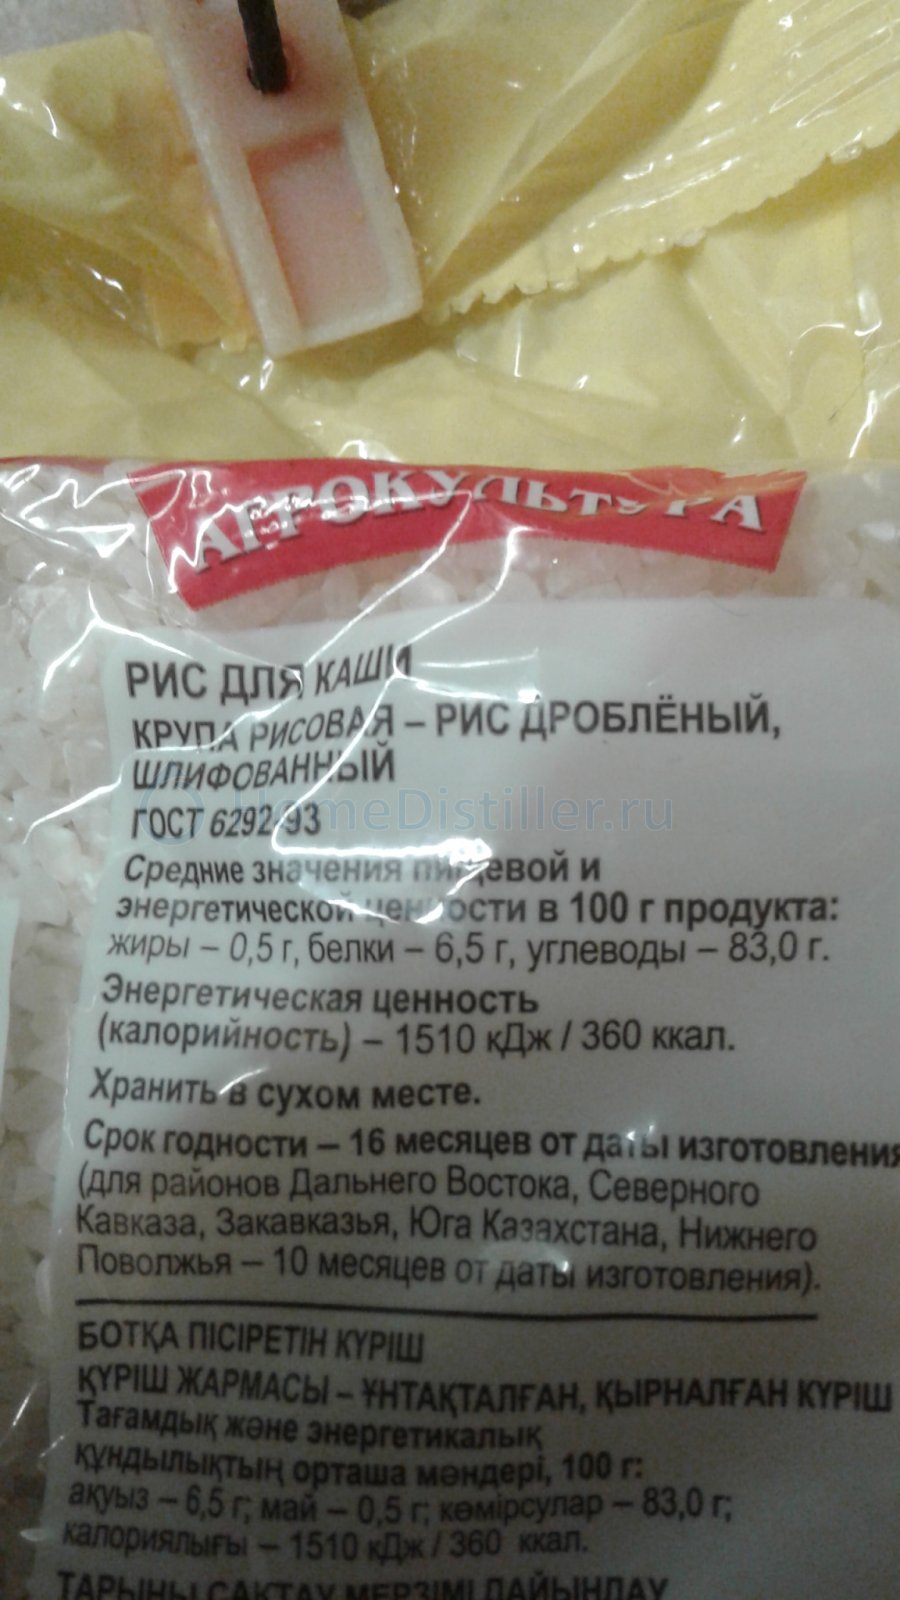 АГРОКУЛЬТУРА
РИС ДЛЯ КАШИ
КРУПА РИСОВАЯ – РИС ДРОБЛЁНЫЙ,
ШЛИФОВАННЫЙ
HomeDistiller.ru
ГОСТ 6292-93
Средние значения пищевой и
энергетической ценности в 100 г продукта:
жиры – 0,5 г, белки – 6,5 г, углеводы – 83,0 г.
Энергетическая ценность
(калорийность) – 1510 кДж / 360 ккал.
Хранить в сухом месте.
Срок годности – 16 месяцев от даты изготовления
(для районов Дальнего Востока, Северного
Кавказа, Закавказья, Юга Казахстана, Нижнего
Поволжья – 10 месяцев от даты изготовления).
БОТҚА ПІСІРЕТІН КҮРІШ
ҚҮРІШ ЖАРМАСЫ – ҰНТАҚТАЛҒАН, ҚЫРНАЛҒАН КҮРІШ
Тағамдық және энергетикалық
құндылықтың орташа мәндері, 100 г:
ақуыз – 6,5 г; май – 0,5 г; көмірсулар – 83,0 г;
калориялығы – 1510 кДж / 360 ккал.
ТАРЫНЫ САҚТАУ МЕРЗІМІ ДАЙЫНДАУ